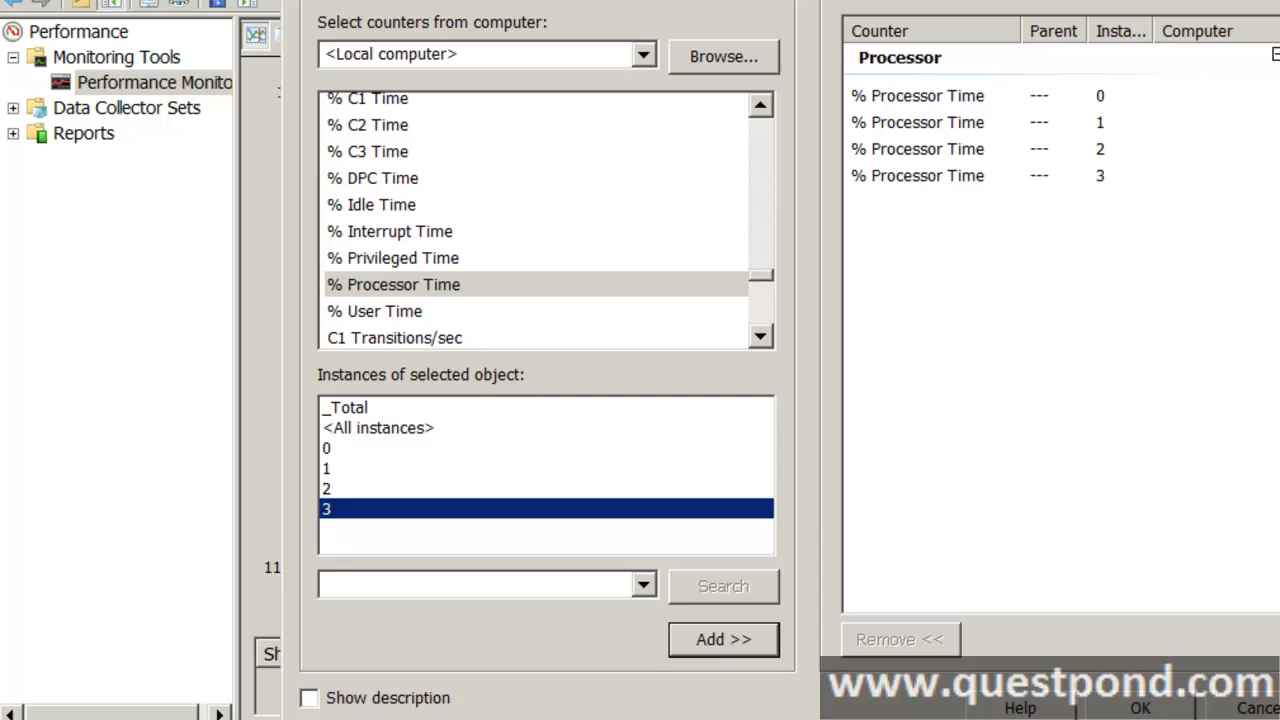 Performance
Monitoring Tools
Performance Monito
Data Collector Sets
Reports
11
Sh
Select counters from computer:
<Local computer>
Browse...
% C1 Time
% C2 Time
% C3 Time
% DPC Time
% Idle Time
% Interrupt Time
% Privileged Time
% Processor Time
% User Time
C1 Transitions/sec
Instances of selected object:
_Total
<All instances>
0
1
2
3
Search
Add >>
Show description
Counter Parent Insta... Computer
Processor
% Processor Time --- 0
% Processor Time --- 1
% Processor Time --- 2
% Processor Time --- 3
Remove <<
www.questpond.com
Help OK Cance